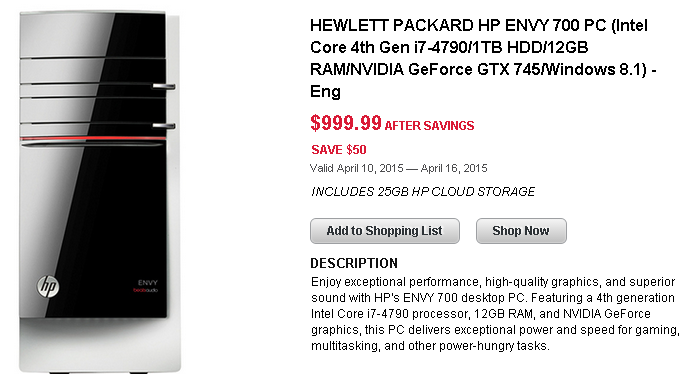 HEWLETT PACKARD HP ENVY 700 PC (Intel
Core 4th Gen i7-4790/1TB HDD/12GB
RAM/NVIDIA GeForce GTX 745/Windows 8.1) -
Eng
$999.99 AFTER SAVINGS
SAVE $50
Valid April 10, 2015 — April 16, 2015
INCLUDES 25GB HP CLOUD STORAGE
Add to Shopping List
Shop Now
DESCRIPTION
Enjoy exceptional performance, high-quality graphics, and superior
sound with HP's ENVY 700 desktop PC. Featuring a 4th generation
Intel Core i7-4790 processor, 12GB RAM, and NVIDIA GeForce
graphics, this PC delivers exceptional power and speed for gaming,
multitasking, and other power-hungry tasks.
hp
ENVY
beatsaudio